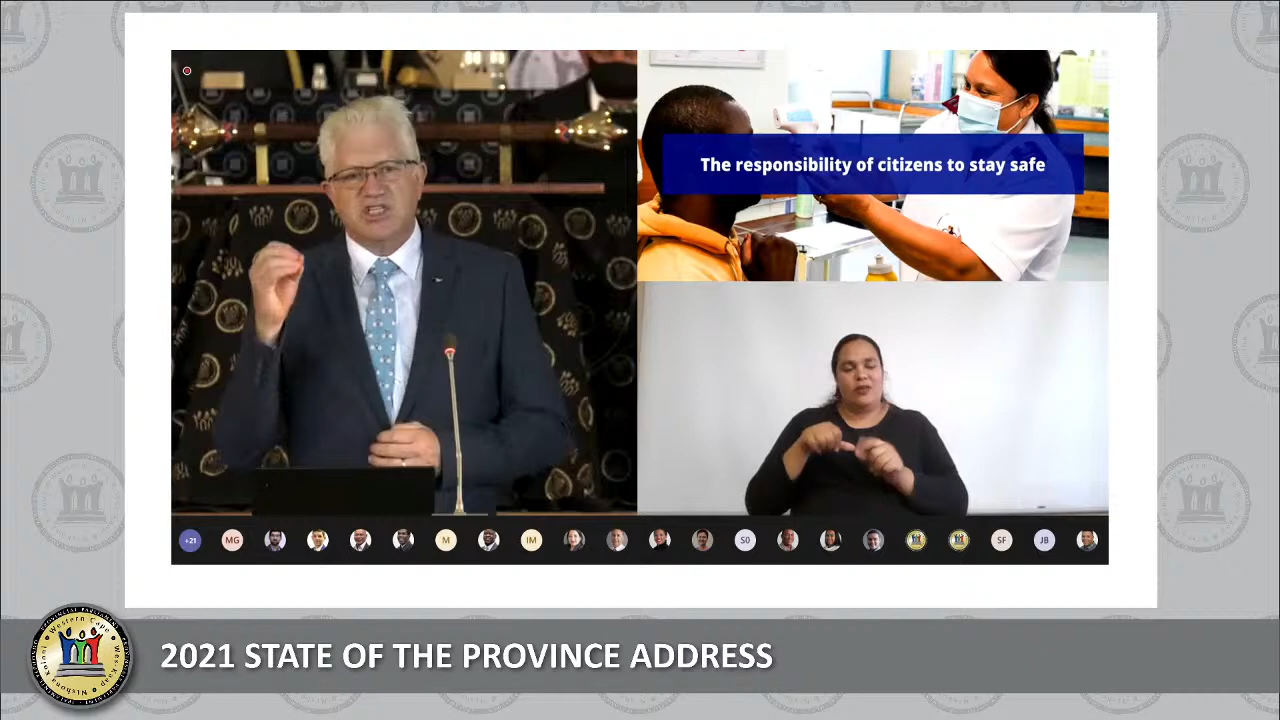 The responsibility of citizens to stay safe
+21
MG
M
IM
S0
SF
JB
Western Cape
2021 STATE OF THE PROVINCE ADDRESS